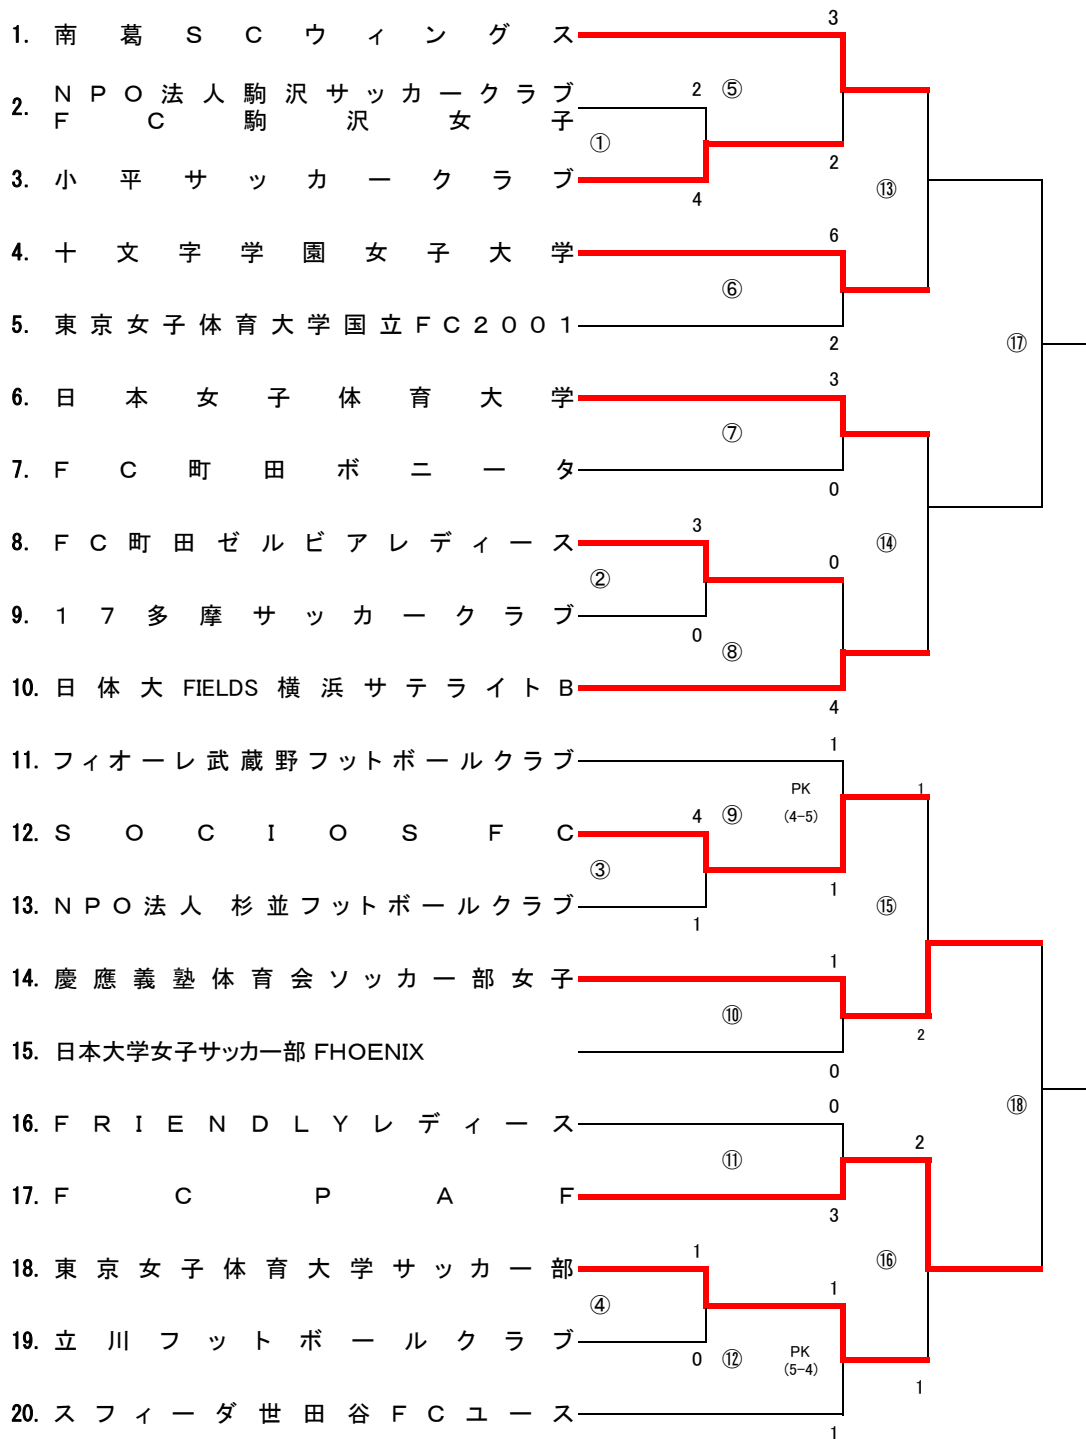 3
1. 南葛SCウィングス
2 ⑤
2. NPO法人駒沢サッカークラブ
FC駒沢女子
①
2
3. 小平サッカークラブ
4
⑬
6
4. 十文字学園女子大学
⑥
5. 東京女子体育大学国立FC2001
2
⑰
3
6. 日本女子体育大学
⑦
7. FC町田ボニータ
0
3
8. FC町田ゼルビアレディース
⑭
0
②
9. 17多摩サッカークラブ
0
⑧
10. 日体大FIELDS横浜サテライトB
4
1
11. フィオーレ武蔵野フットボールクラブ
PK
1
4 ⑨ (4-5)
12. SOCIOS FC
③
1
13. NPO法人 杉並フットボールクラブ
⑮
1
1
14. 慶應義塾体育会ソッカー部女子
⑩
2
15. 日本大学女子サッカー部 FHOENIX
0
0
⑱
16. FRIENDLYレディース
2
⑪
17. FC PAF
3
1
⑯
18. 東京女子体育大学サッカー部
1
④
19. 立川フットボールクラブ
0 ⑫ PK
(5-4)
1
20. スフィーダ世田谷FCユース
1